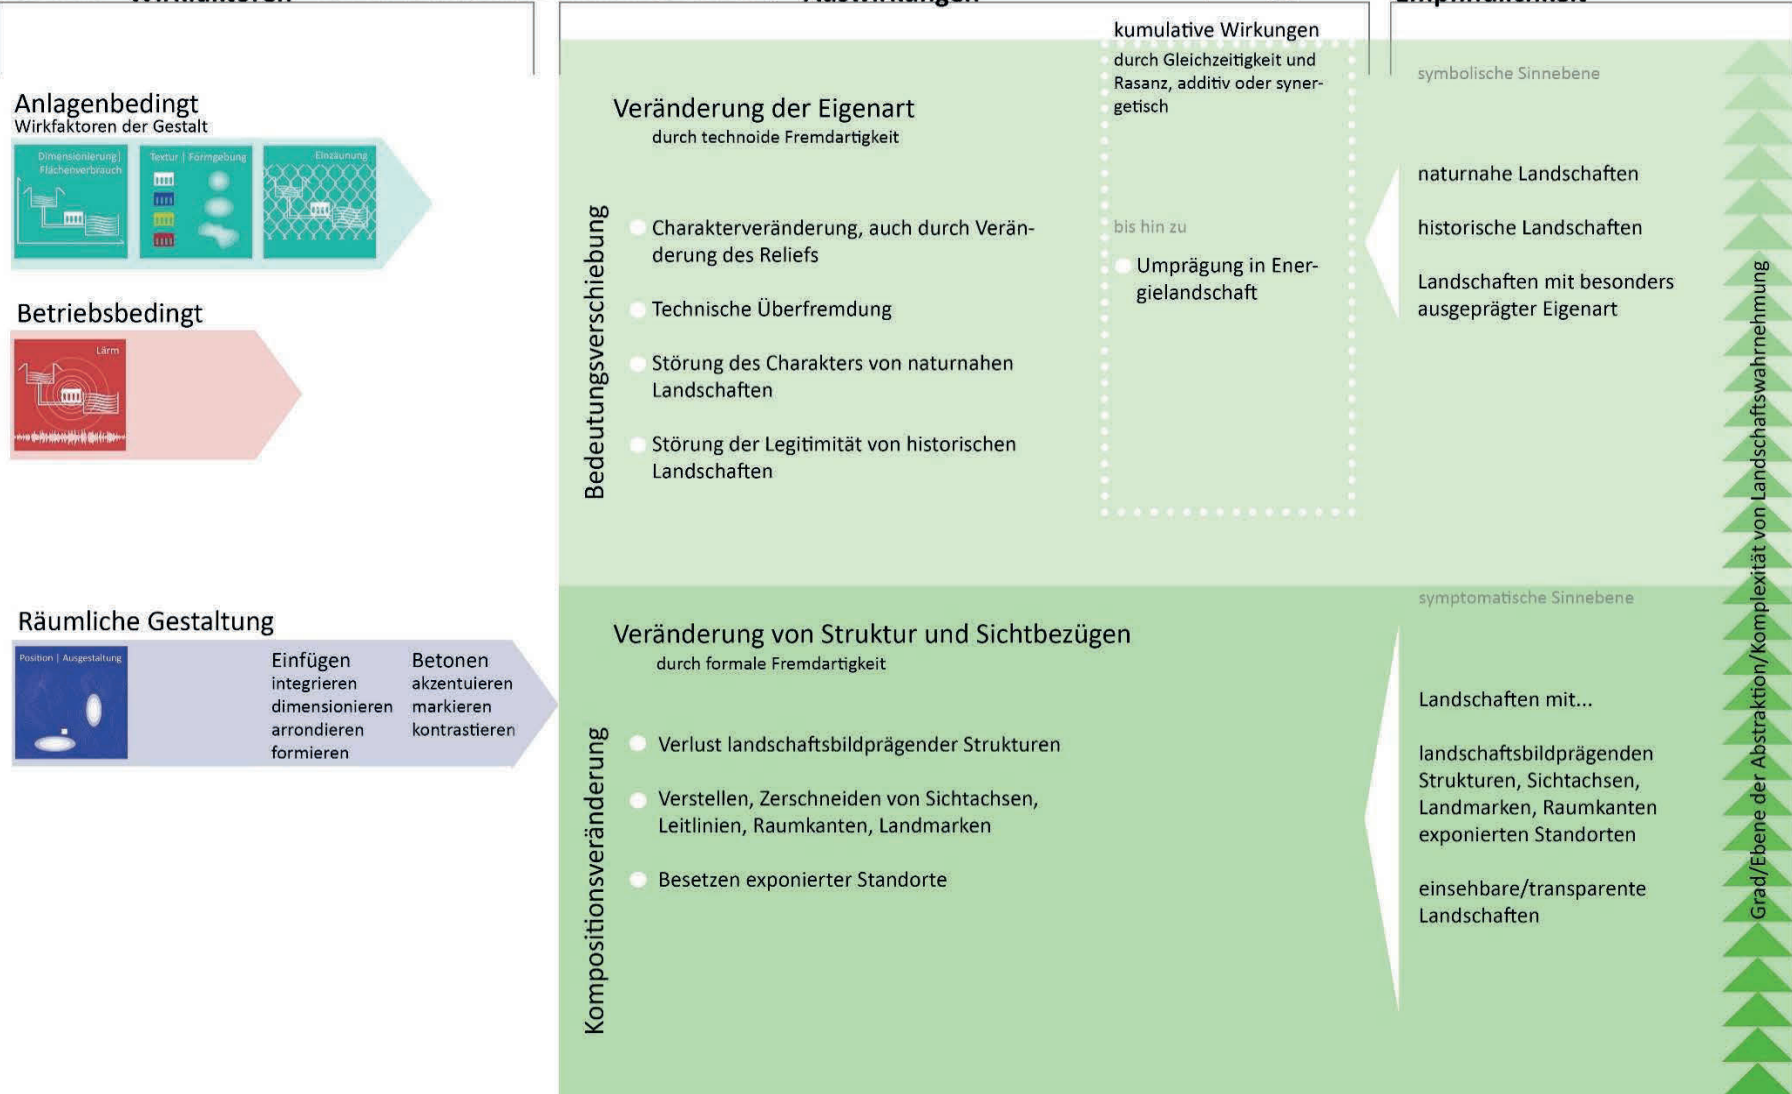 Wirkfaktoren
Auswirkungen
Empfindlichkeit
Anlagenbedingt
Wirkfaktoren der Gestalt
Dimensionierung|
Flächenverbrauch
Textur | Formgebung
Einzäunung
Betriebsbedingt
Lärm
Räumliche Gestaltung
Position | Ausgestaltung
Einfügen
integrieren
dimensionieren
arrondieren
formieren
Betonen
akzentuieren
markieren
kontrastieren
Bedeutungsverschiebung
Veränderung der Eigenart
durch technoide Fremdartigkeit
Charakterveränderung, auch durch Verän-
derung des Reliefs
Technische Überfremdung
Störung des Charakters von naturnahen
Landschaften
Störung der Legitimität von historischen
Landschaften
kumulative Wirkungen
durch Gleichzeitigkeit und
Rasanz, additiv oder syner-
getisch
bis hin zu
Umprägung in Ener-
gielandschaft
symbolische Sinnebene
naturnahe Landschaften
historische Landschaften
Landschaften mit besonders
ausgeprägter Eigenart
Kompositionsveränderung
Veränderung von Struktur und Sichtbezügen
durch formale Fremdartigkeit
Verlust landschaftsbildprägender Strukturen
Verstellen, Zerschneiden von Sichtachsen,
Leitlinien, Raumkanten, Landmarken
Besetzen exponierter Standorte
symptomatische Sinnebene
Landschaften mit...
landschaftsbildprägenden
Strukturen, Sichtachsen,
Landmarken, Raumkanten
exponierten Standorten
einsehbare/transparente
Landschaften
Grad/Ebene der Abstraktion/Komplexität von Landschaftswahrnehmung